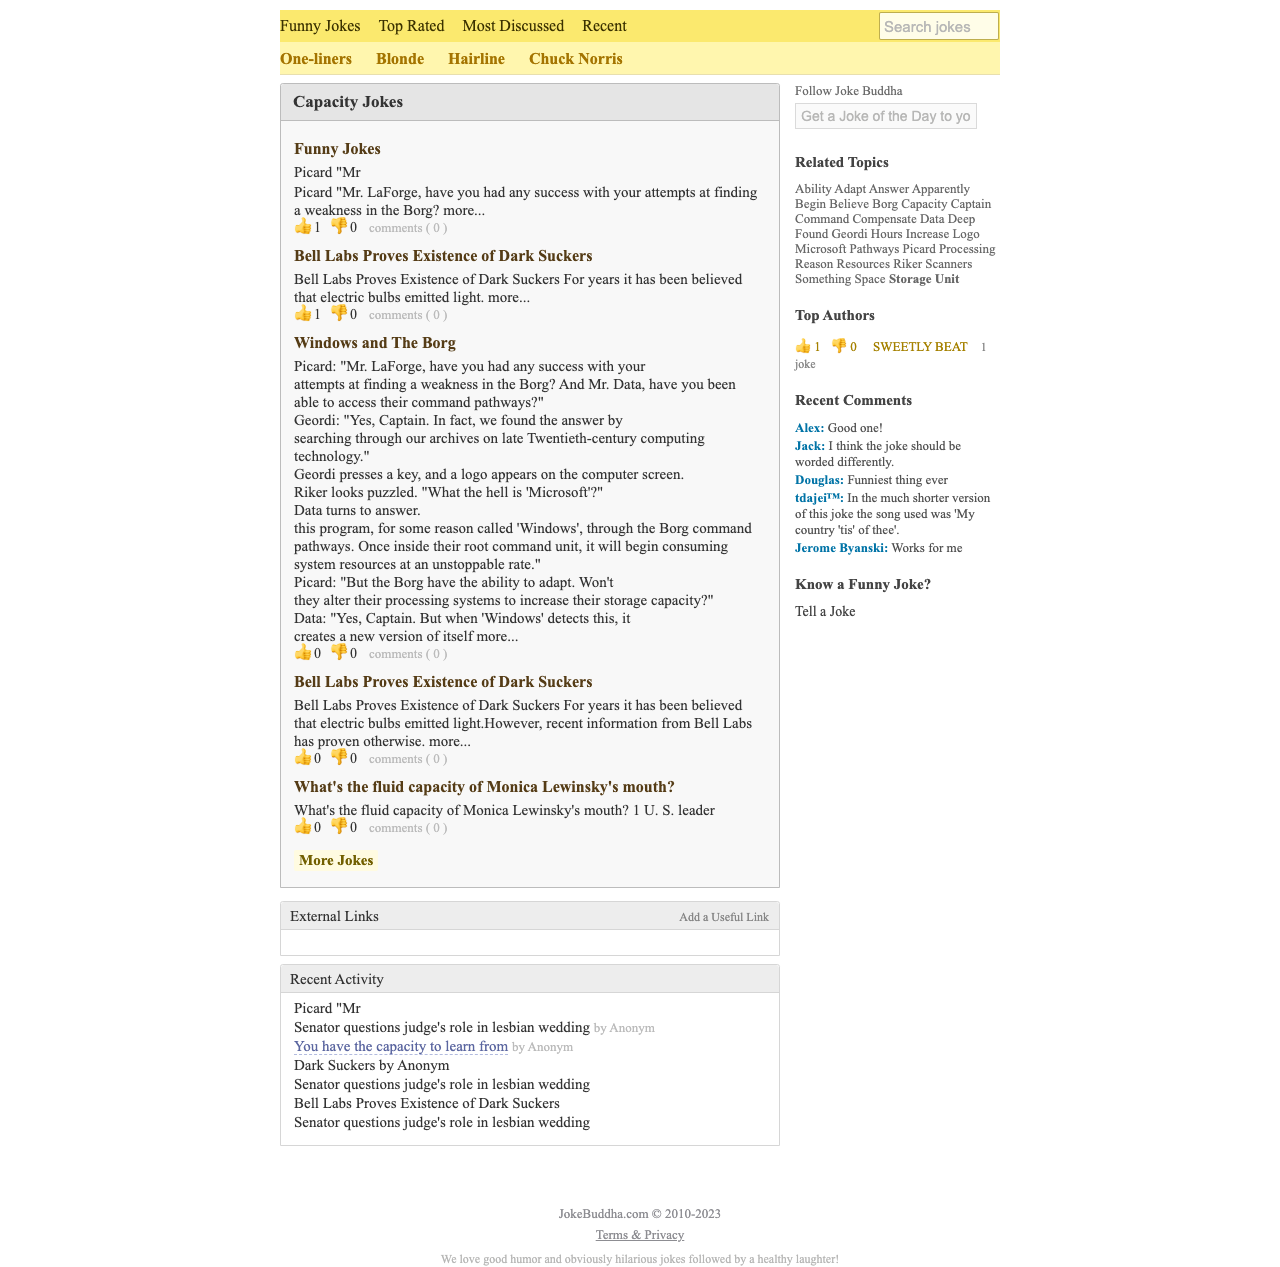 Funny Jokes Top Rated Most Discussed Recent Search jokes
One-liners Blonde Hairline Chuck Norris
Capacity Jokes
Funny Jokes
Picard "Mr
Picard "Mr. LaForge, have you had any success with your attempts at finding
a weakness in the Borg? more...
👍1 👎0 comments ( 0 )
Bell Labs Proves Existence of Dark Suckers
Bell Labs Proves Existence of Dark Suckers For years it has been believed
that electric bulbs emitted light. more...
👍1 👎0 comments ( 0 )
Windows and The Borg
Picard: "Mr. LaForge, have you had any success with your
attempts at finding a weakness in the Borg? And Mr. Data, have you been
able to access their command pathways?"
Geordi: "Yes, Captain. In fact, we found the answer by
searching through our archives on late Twentieth-century computing
technology."
Geordi presses a key, and a logo appears on the computer screen.
Riker looks puzzled. "What the hell is 'Microsoft'?"
Data turns to answer.
this program, for some reason called 'Windows', through the Borg command
pathways. Once inside their root command unit, it will begin consuming
system resources at an unstoppable rate."
Picard: "But the Borg have the ability to adapt. Won't
they alter their processing systems to increase their storage capacity?"
Data: "Yes, Captain. But when 'Windows' detects this, it
creates a new version of itself more...
👍0 👎0 comments ( 0 )
Bell Labs Proves Existence of Dark Suckers
Bell Labs Proves Existence of Dark Suckers For years it has been believed
that electric bulbs emitted light.However, recent information from Bell Labs
has proven otherwise. more...
👍0 👎0 comments ( 0 )
What's the fluid capacity of Monica Lewinsky's mouth?
What's the fluid capacity of Monica Lewinsky's mouth? 1 U. S. leader
👍0 👎0 comments ( 0 )
More Jokes
External Links Add a Useful Link
Recent Activity
Picard "Mr
Senator questions judge's role in lesbian wedding by Anonym
You have the capacity to learn from by Anonym
Dark Suckers by Anonym
Senator questions judge's role in lesbian wedding
Bell Labs Proves Existence of Dark Suckers
Senator questions judge's role in lesbian wedding
Follow Joke Buddha
Get a Joke of the Day to yo
Related Topics
Ability Adapt Answer Apparently
Begin Believe Borg Capacity Captain
Command Compensate Data Deep
Found Geordi Hours Increase Logo
Microsoft Pathways Picard Processing
Reason Resources Riker Scanners
Something Space Storage Unit
Top Authors
👍1 👎0 SWEETLY BEAT 1
joke
Recent Comments
Alex: Good one!
Jack: I think the joke should be
worded differently.
Douglas: Funniest thing ever
tdajei™: In the much shorter version
of this joke the song used was 'My
country 'tis' of thee'.
Jerome Byanski: Works for me
Know a Funny Joke?
Tell a Joke
JokeBuddha.com © 2010-2023
Terms & Privacy
We love good humor and obviously hilarious jokes followed by a healthy laughter!